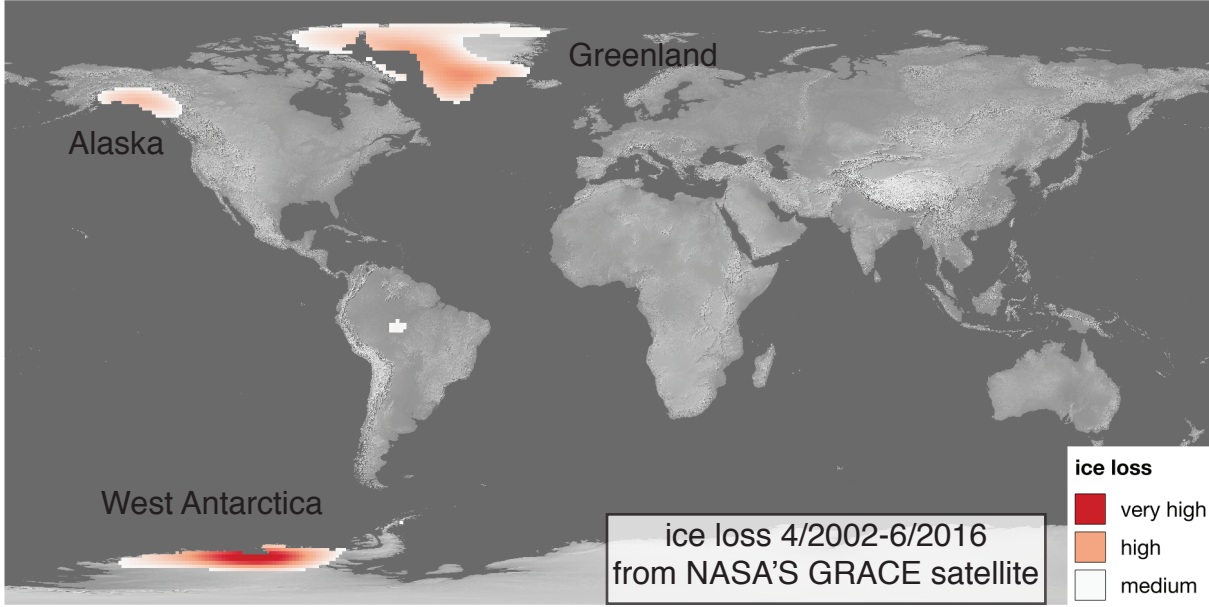 Greenland
Alaska
West Antarctica
ice loss
very high
high
medium
ice loss 4/2002-6/2016
from NASA'S GRACE satellite